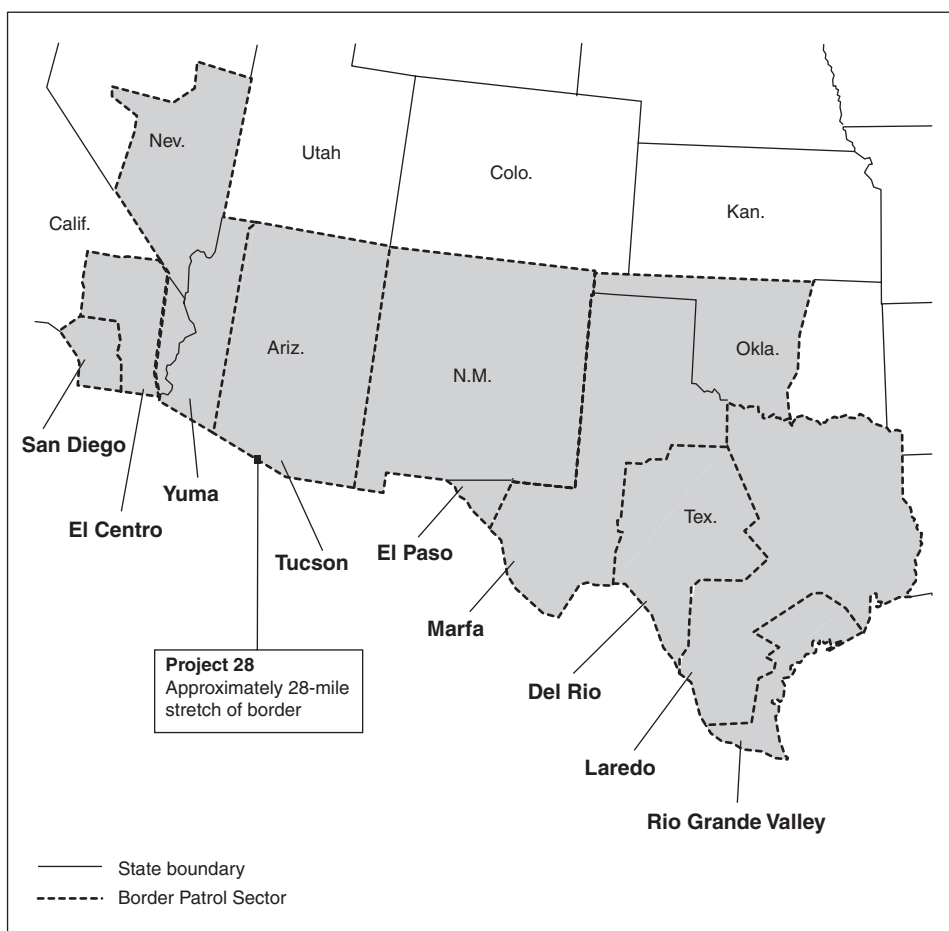 Nev.
Utah
Colo.
Kan.
Calif.
Ariz.
N.M.
Okla.
San Diego
Yuma
El Centro
Tucson
El Paso
Tex.
Marfa
Project 28
Approximately 28-mile
stretch of border
Del Rio
Laredo
Rio Grande Valley
State boundary
Border Patrol Sector